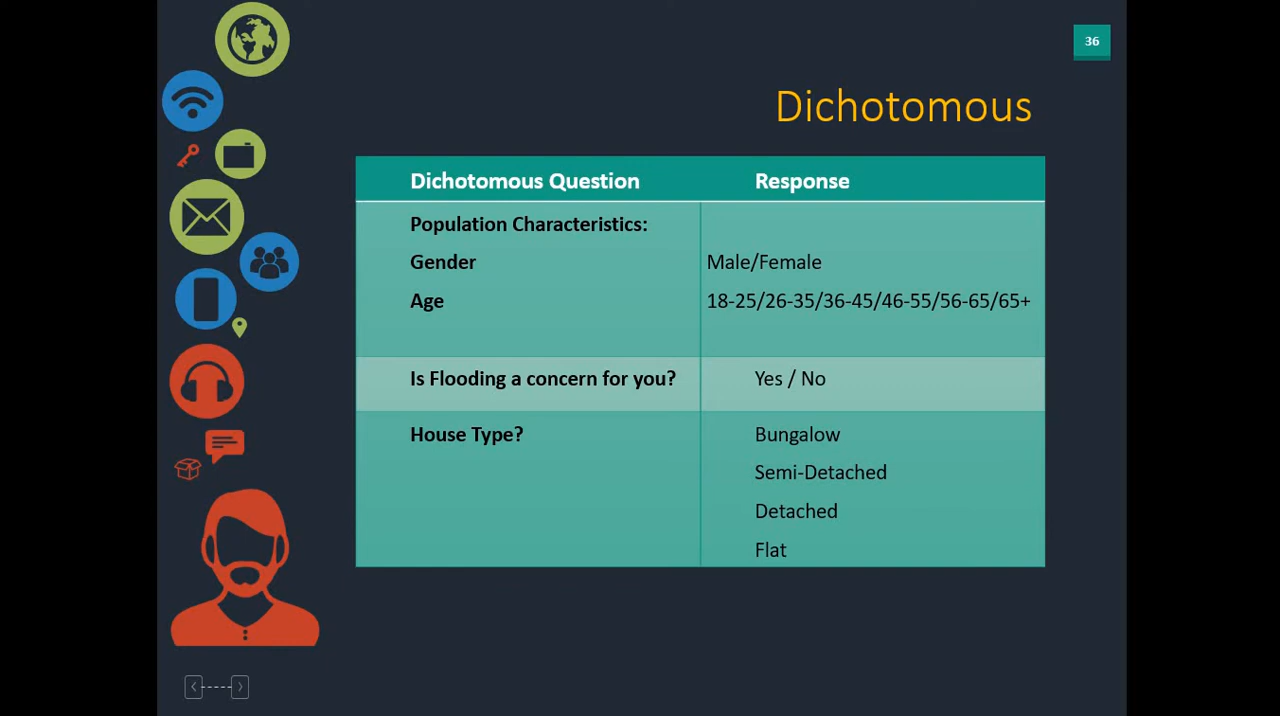 36
Dichotomous
Dichotomous Question Response
Population Characteristics:
Gender Male/Female
Age 18-25/26-35/36-45/46-55/56-65/65+
Is Flooding a concern for you? Yes / No
House Type? Bungalow
Semi-Detached
Detached
Flat